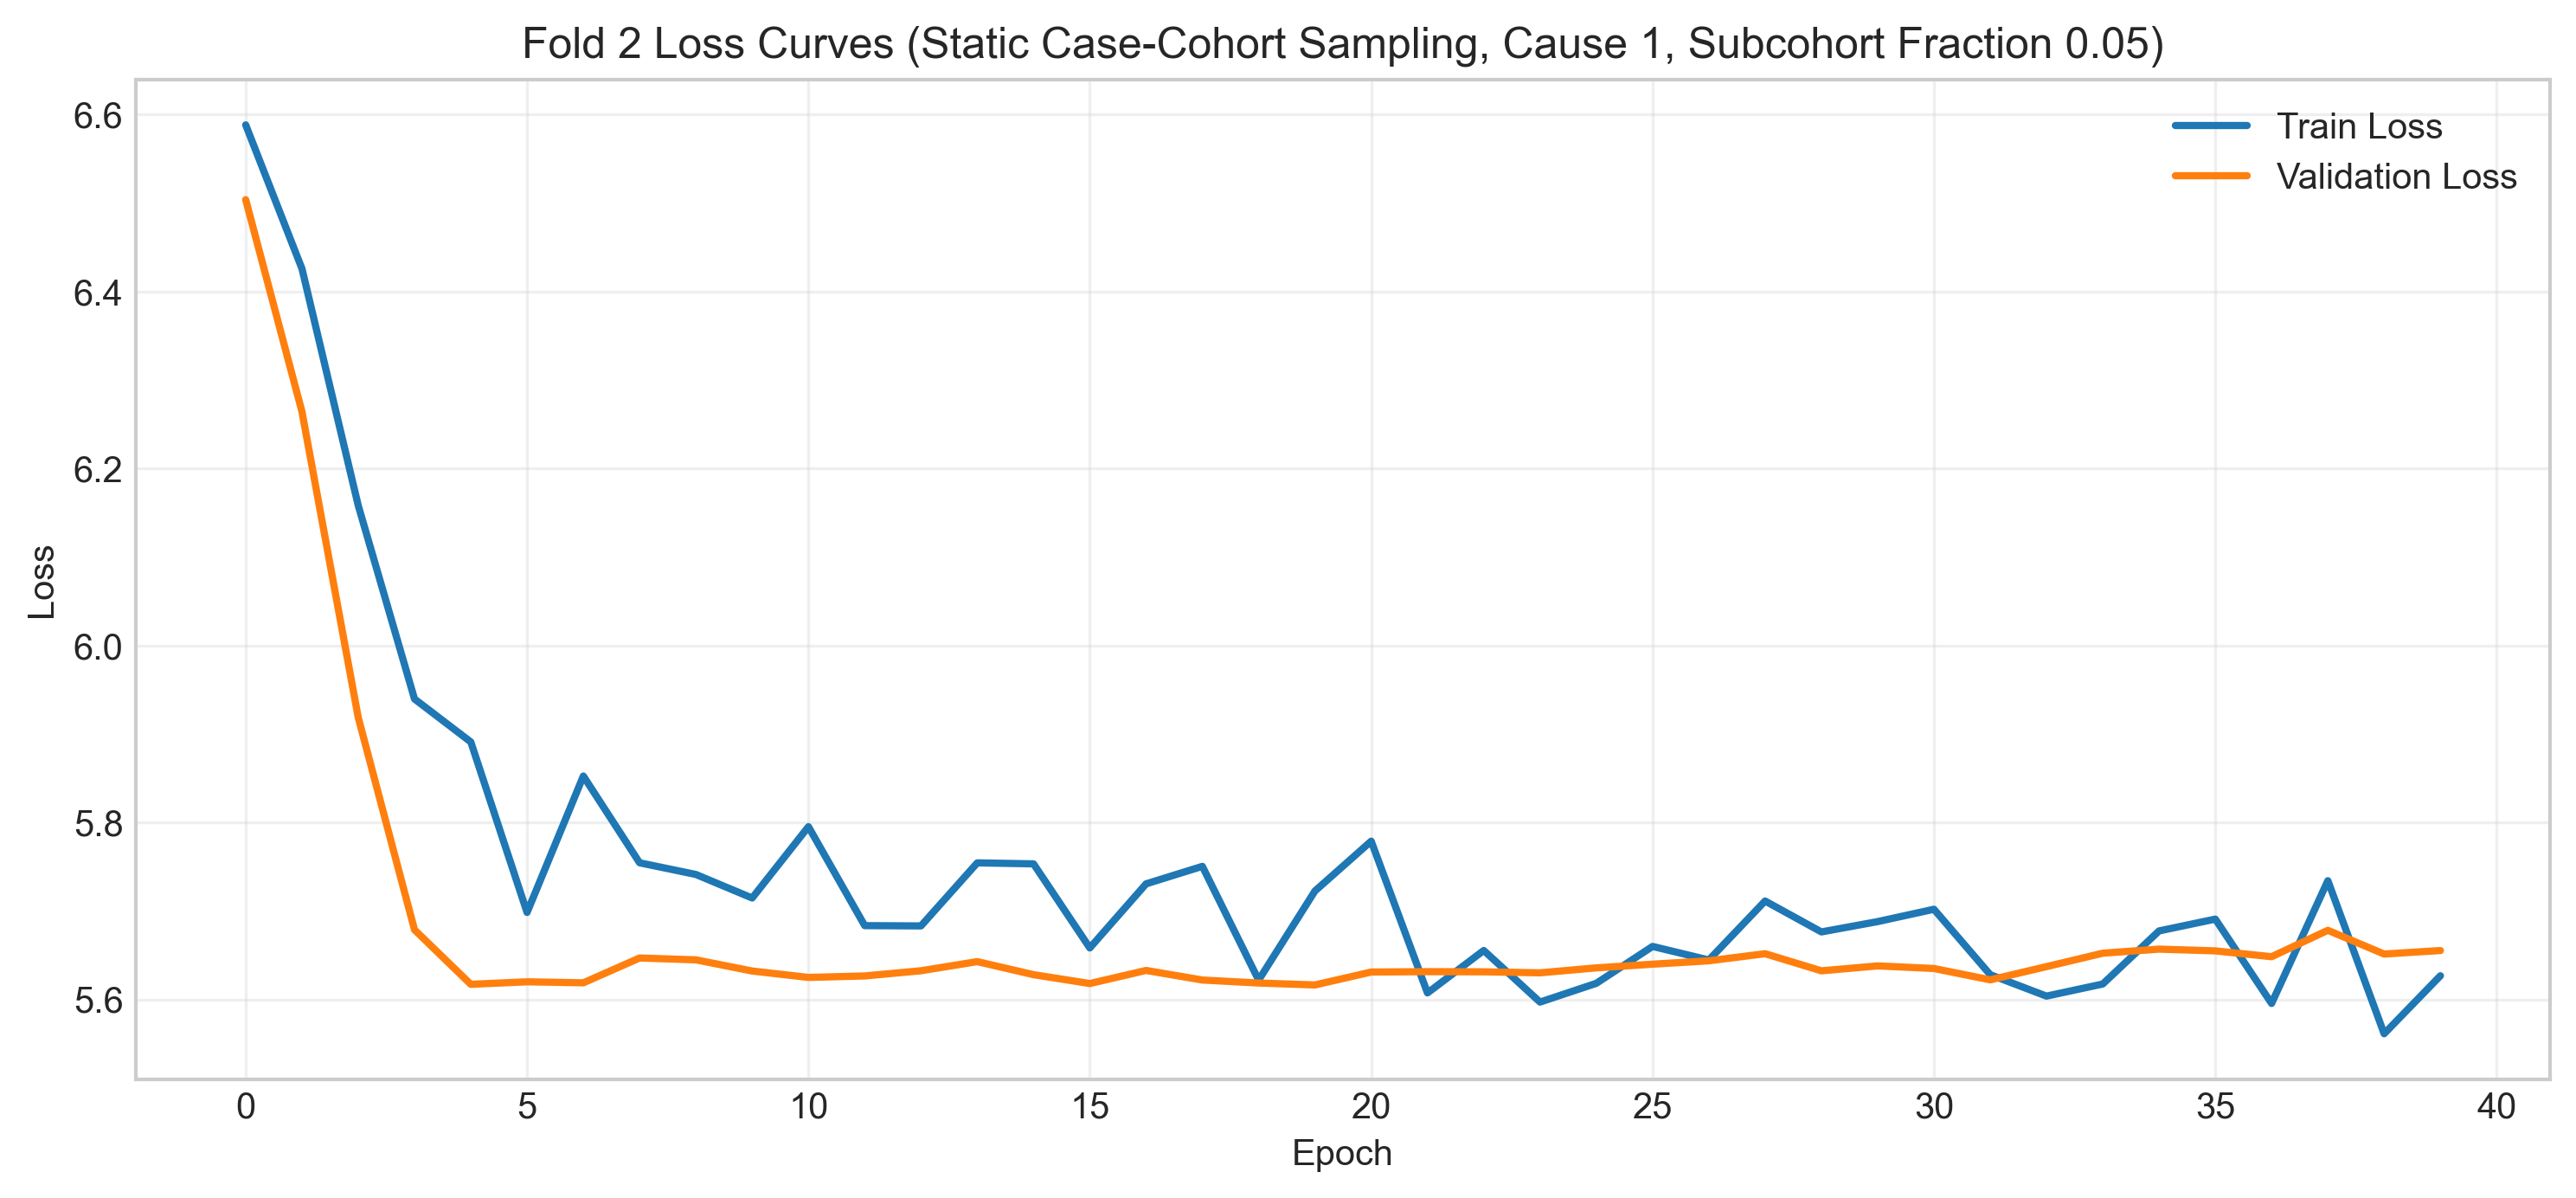 Fold 2 Loss Curves (Static Case-Cohort Sampling, Cause 1, Subcohort Fraction 0.05)
Train Loss
Validation Loss
6.6
6.4
6.2
6.0
5.8
5.6
Loss
0 5 10 15 20 25 30 35 40
Epoch